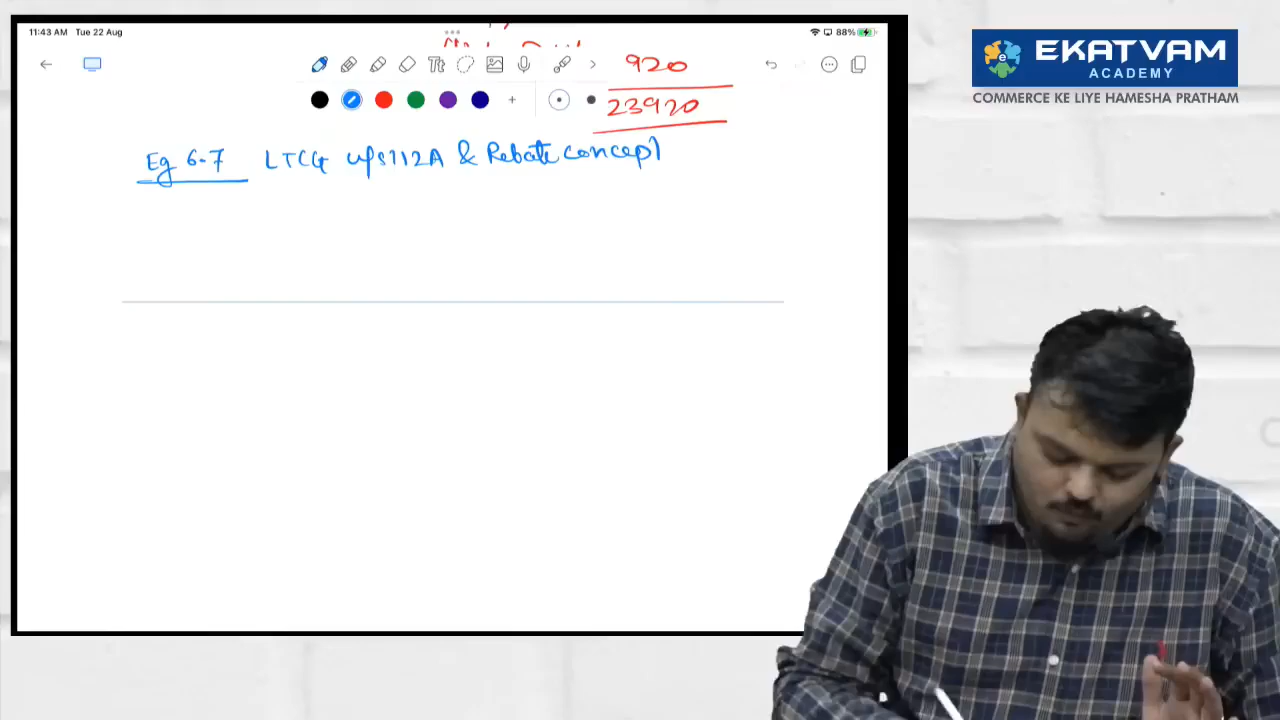 11:43 AM Tue 22 Aug
88%
920
23920
Eg 6.7 LTCG u/s 112A & Rebate concept
EKATVAM
ACADEMY
COMMERCE KE LIYE HAMESHA PRATHAM